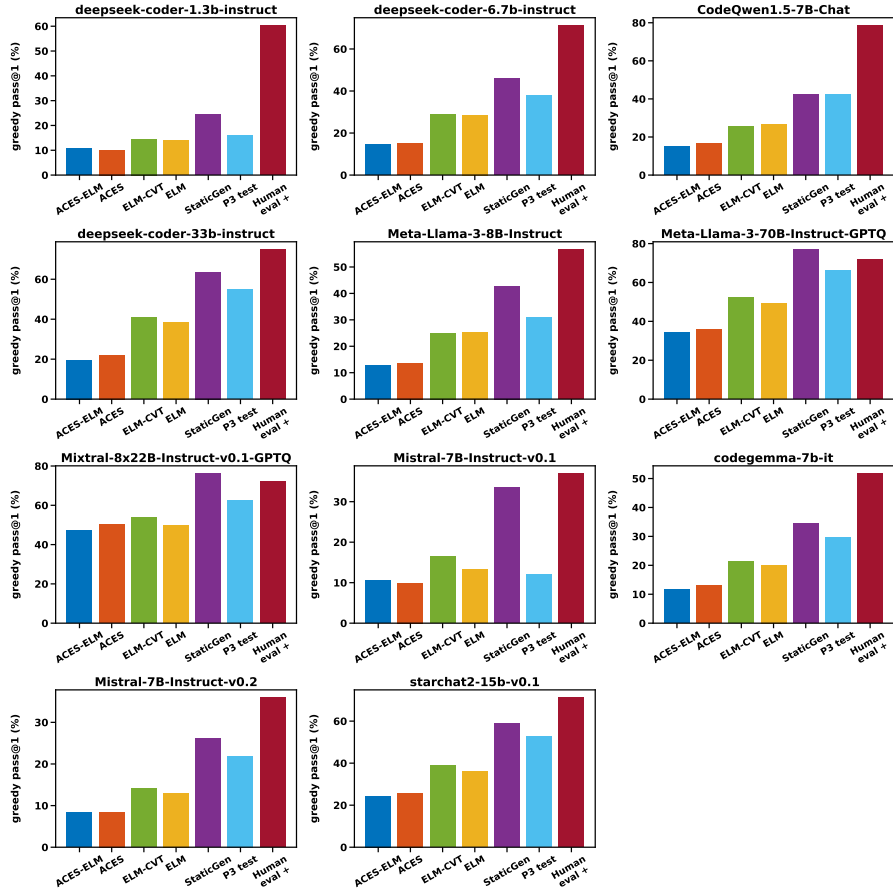 deepseek-coder-1.3b-instruct
greedy pass@1 (%)
60
50
40
30
20
10
0
ACES-ELM
ACES
ELM-CVT
ELM
StaticGen
P3 test
Human
eval +
deepseek-coder-6.7b-instruct
greedy pass@1 (%)
60
40
20
0
ACES-ELM
ACES
ELM-CVT
ELM
StaticGen
P3 test
Human
eval +
CodeQwen1.5-7B-Chat
greedy pass@1 (%)
80
60
40
20
0
ACES-ELM
ACES
ELM-CVT
ELM
StaticGen
P3 test
Human
eval +
deepseek-coder-33b-instruct
greedy pass@1 (%)
60
40
20
0
ACES-ELM
ACES
ELM-CVT
ELM
StaticGen
P3 test
Human
eval +
Meta-Llama-3-8B-Instruct
greedy pass@1 (%)
50
40
30
20
10
0
ACES-ELM
ACES
ELM-CVT
ELM
StaticGen
P3 test
Human
eval +
Meta-Llama-3-70B-Instruct-GPTQ
greedy pass@1 (%)
80
60
40
20
0
ACES-ELM
ACES
ELM-CVT
ELM
StaticGen
P3 test
Human
eval +
Mixtral-8x22B-Instruct-v0.1-GPTQ
greedy pass@1 (%)
80
60
40
20
0
ACES-ELM
ACES
ELM-CVT
ELM
StaticGen
P3 test
Human
eval +
Mistral-7B-Instruct-v0.1
greedy pass@1 (%)
30
20
10
0
ACES-ELM
ACES
ELM-CVT
ELM
StaticGen
P3 test
Human
eval +
codegemma-7b-it
greedy pass@1 (%)
50
40
30
20
10
0
ACES-ELM
ACES
ELM-CVT
ELM
StaticGen
P3 test
Human
eval +
Mistral-7B-Instruct-v0.2
greedy pass@1 (%)
30
20
10
0
ACES-ELM
ACES
ELM-CVT
ELM
StaticGen
P3 test
Human
eval +
starchat2-15b-v0.1
greedy pass@1 (%)
60
40
20
0
ACES-ELM
ACES
ELM-CVT
ELM
StaticGen
P3 test
Human
eval +